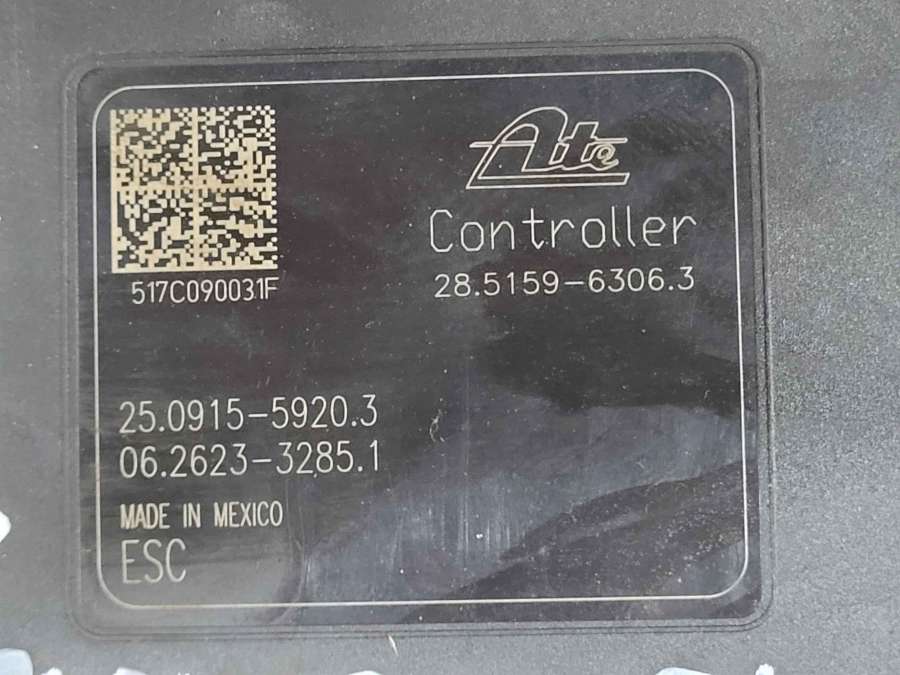 Ate
Controller
28.5159-6306.3
517C090031F
25.0915-5920.3
06.2623-3285.1
MADE IN MEXICO
ESC